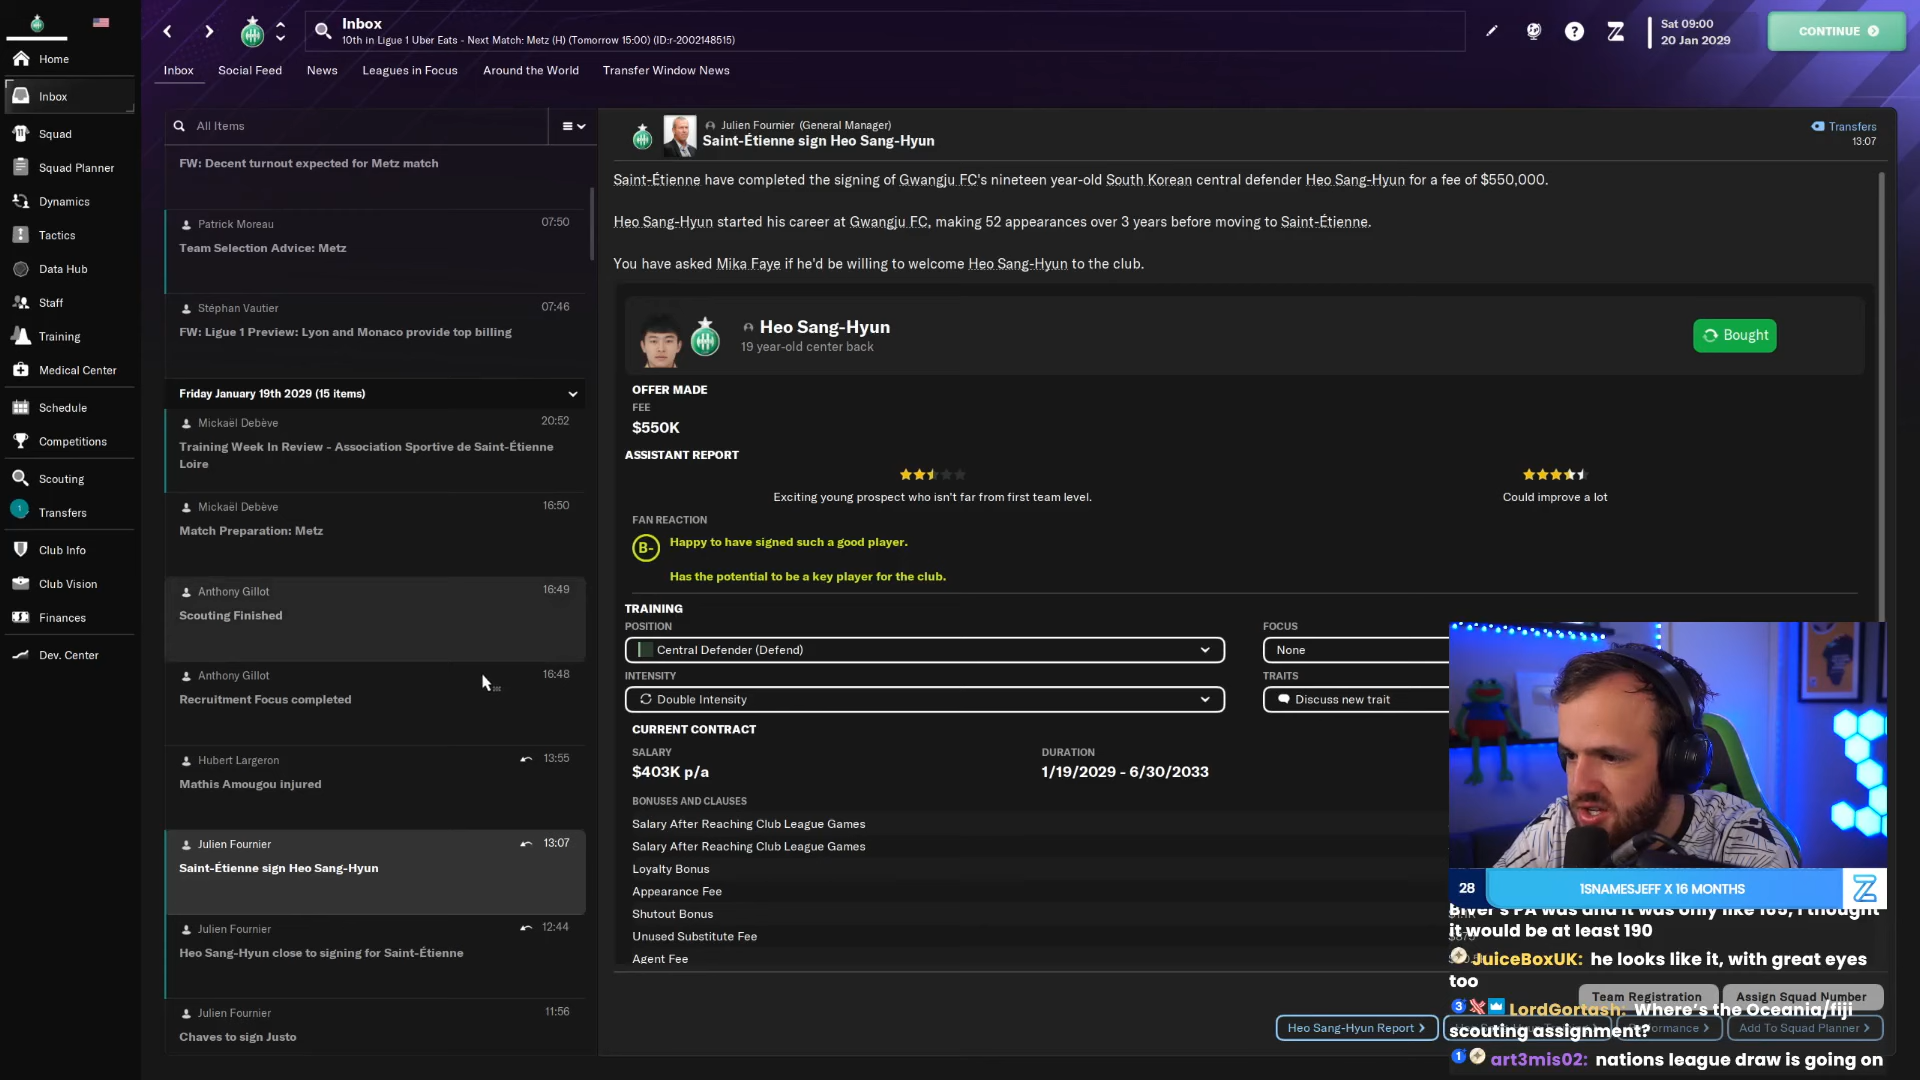 Inbox
10th in Ligue 1 Uber Eats - Next Match: Metz (H) (Tomorrow 15:00) (ID:r-2002148515)
Sat 09:00
20 Jan 2029
CONTINUE
Home
Inbox
Squad
Squad Planner
Dynamics
Tactics
Data Hub
Staff
Training
Medical Center
Schedule
Competitions
Scouting
1
Transfers
Club Info
Club Vision
Finances
Dev. Center
Inbox
Social Feed
News
Leagues in Focus
Around the World
Transfer Window News
All Items
FW: Decent turnout expected for Metz match
Patrick Moreau 07:50
Team Selection Advice: Metz
Stéphan Vautier 07:46
FW: Ligue 1 Preview: Lyon and Monaco provide top billing
Friday January 19th 2029 (15 items)
Mickaël Debève 20:52
Training Week In Review - Association Sportive de Saint-Étienne
Loire
Mickaël Debève 16:50
Match Preparation: Metz
Anthony Gillot 16:49
Scouting Finished
Anthony Gillot 16:48
Recruitment Focus completed
Hubert Largeron 13:55
Mathis Amougou injured
Julien Fournier 13:07
Saint-Étienne sign Heo Sang-Hyun
Julien Fournier 12:44
Heo Sang-Hyun close to signing for Saint-Étienne
Julien Fournier 11:56
Chaves to sign Justo
Julien Fournier (General Manager)
Saint-Étienne sign Heo Sang-Hyun
Transfers
13:07
Saint-Étienne have completed the signing of Gwangju FC's nineteen year-old South Korean central defender Heo Sang-Hyun for a fee of $550,000.
Heo Sang-Hyun started his career at Gwangju FC, making 52 appearances over 3 years before moving to Saint-Étienne.
You have asked Mika Faye if he'd be willing to welcome Heo Sang-Hyun to the club.
Heo Sang-Hyun
19 year-old center back
Bought
OFFER MADE
FEE
$550K
ASSISTANT REPORT
Exciting young prospect who isn't far from first team level.
Could improve a lot
FAN REACTION
B-
Happy to have signed such a good player.
Has the potential to be a key player for the club.
TRAINING
POSITION
Central Defender (Defend)
FOCUS
None
INTENSITY
Double Intensity
TRAITS
Discuss new trait
CURRENT CONTRACT
SALARY
$403K p/a
DURATION
1/19/2029 - 6/30/2033
BONUSES AND CLAUSES
Salary After Reaching Club League Games
Salary After Reaching Club League Games
Loyalty Bonus
Appearance Fee
Shutout Bonus
Unused Substitute Fee
Agent Fee
28
1SNAMESJEFF X 16 MONTHS
PA was and it was only like 165, I thought
it would be at least 190
JuiceBoxUK: he looks like it, with great eyes
too
LordGortash: Where's the Oceania/fiji
scouting assignment?
art3mis02: nations league draw is going on
Team Registration
Assign Squad Number
Heo Sang-Hyun Report
Add To Squad Planner